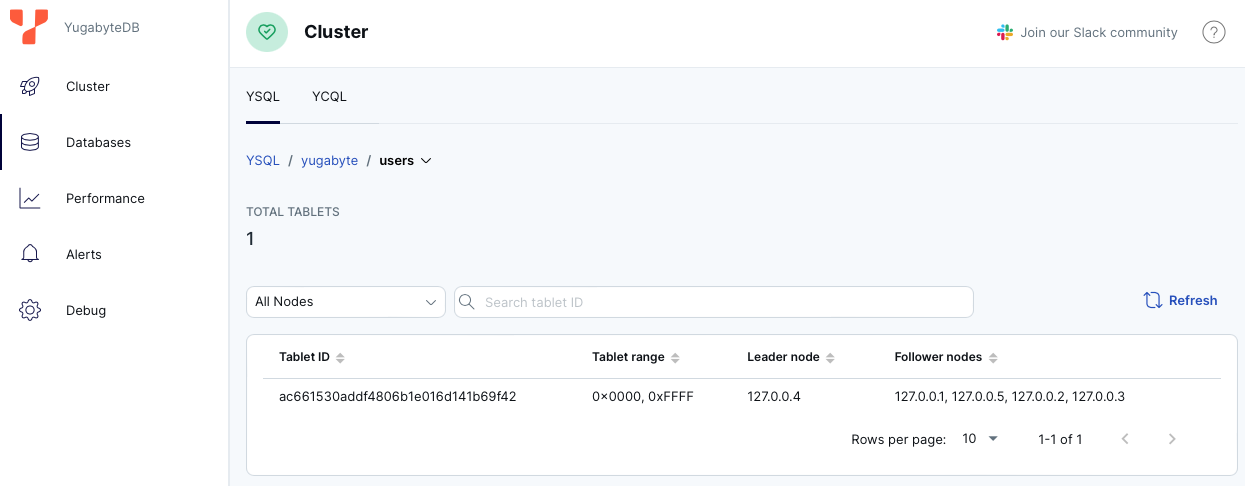 YugabyteDB
Cluster
Databases
Performance
Alerts
Debug
Cluster
Join our Slack community
?
YSQL YCQL
YSQL / yugabyte / users
TOTAL TABLETS
1
All Nodes
Search tablet ID
Refresh
Tablet ID Tablet range Leader node Follower nodes
ac661530addf4806b1e016d141b69f42 0x0000, 0xFFFF 127.0.0.4 127.0.0.1, 127.0.0.5, 127.0.0.2, 127.0.0.3
Rows per page: 10 1-1 of 1